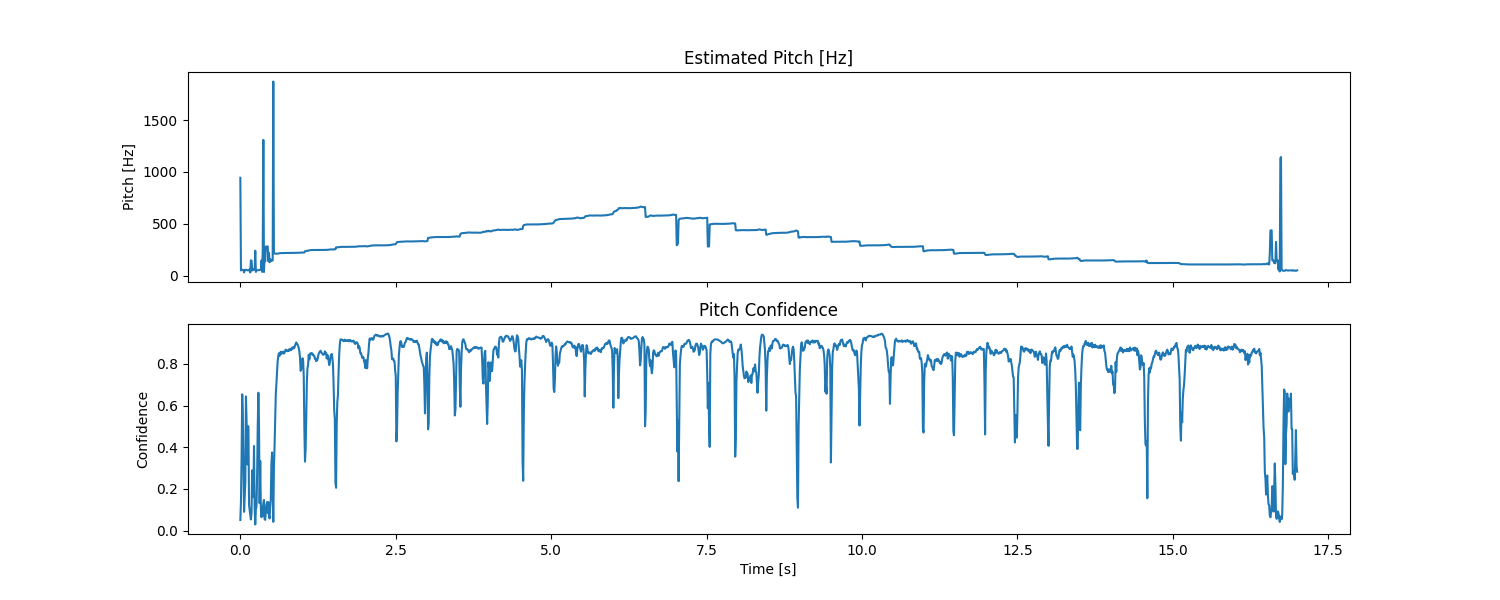 Estimated Pitch [Hz]
Pitch [Hz]
1500
1000
500
0
Pitch Confidence
Confidence
0.8
0.6
0.4
0.2
0.0
0.0 2.5 5.0 7.5 10.0 12.5 15.0 17.5
Time [s]